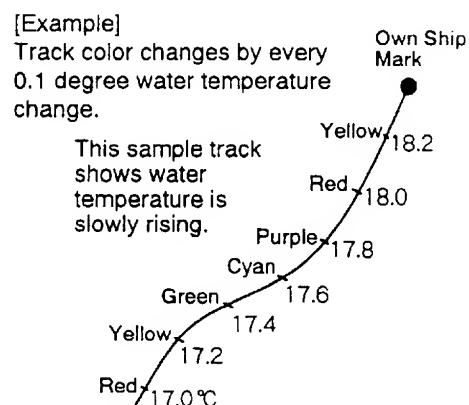 [Example]
Track color changes by every
0.1 degree water temperature
change.
Own Ship
Mark
This sample track
shows water
temperature is
slowly rising.
Yellow 18.2
Red 18.0
Purple 17.8
Cyan 17.6
Green 17.4
Yellow 17.2
Red 17.0 °C